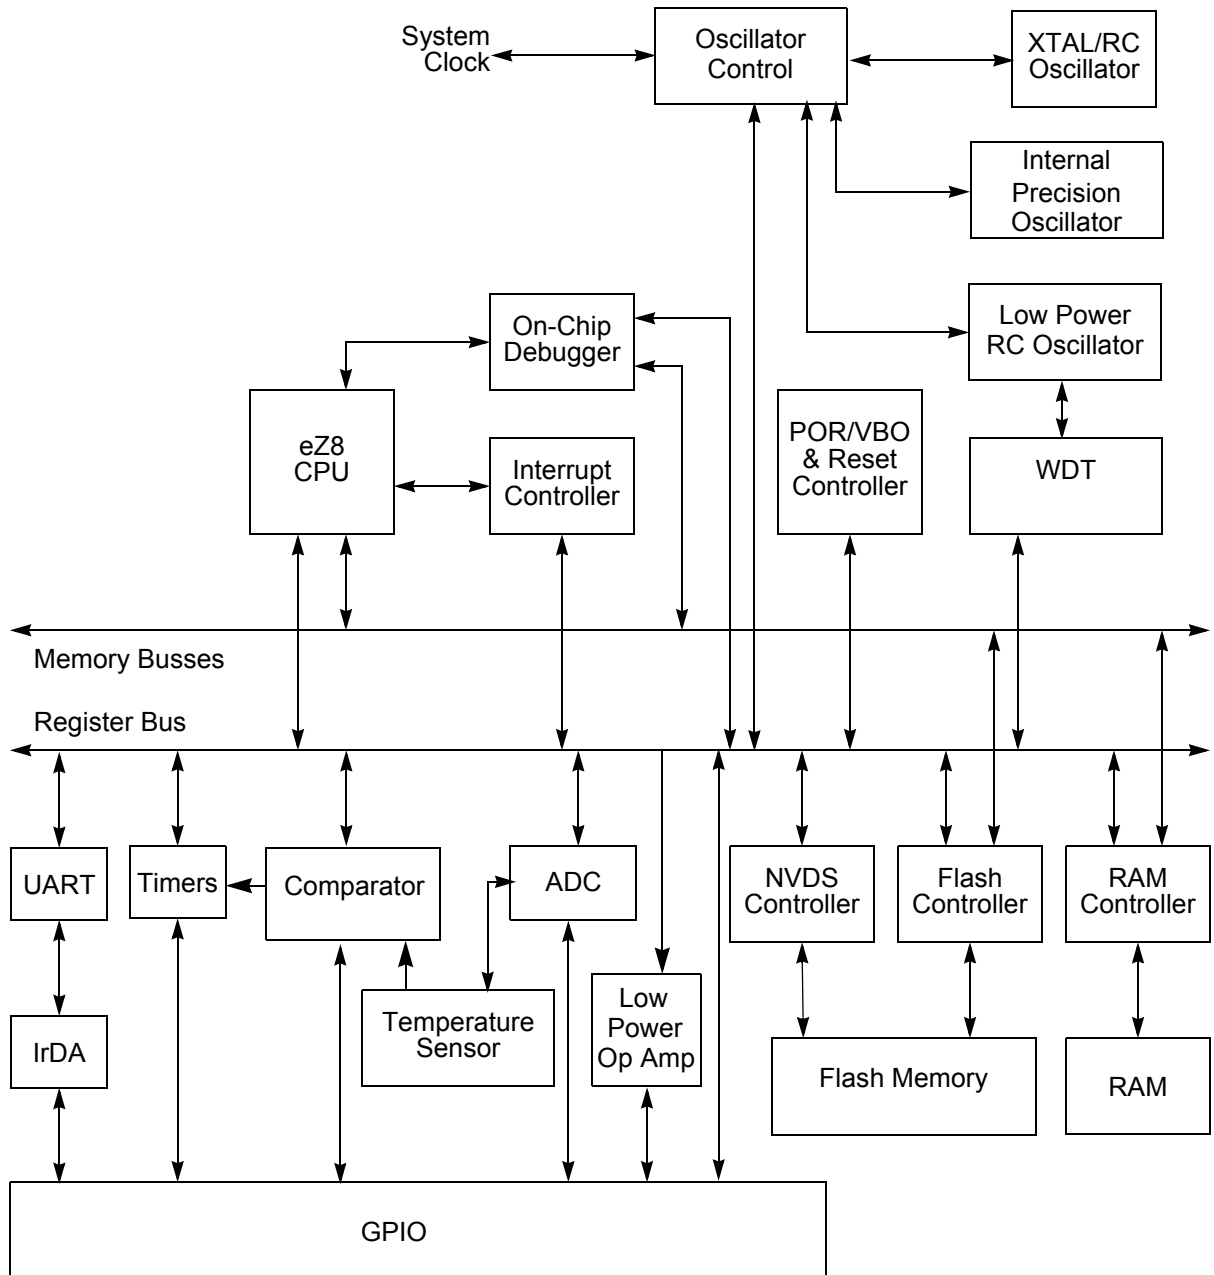 System
Clock
Oscillator
Control
XTAL/RC
Oscillator
Internal
Precision
Oscillator
Low Power
RC Oscillator
On-Chip
Debugger
eZ8
CPU
Interrupt
Controller
POR/VBO
& Reset
Controller
WDT
Memory Busses
Register Bus
UART
Timers
Comparator
ADC
NVDS
Controller
Flash
Controller
RAM
Controller
IrDA
Temperature
Sensor
Low
Power
Op Amp
Flash Memory
RAM
GPIO